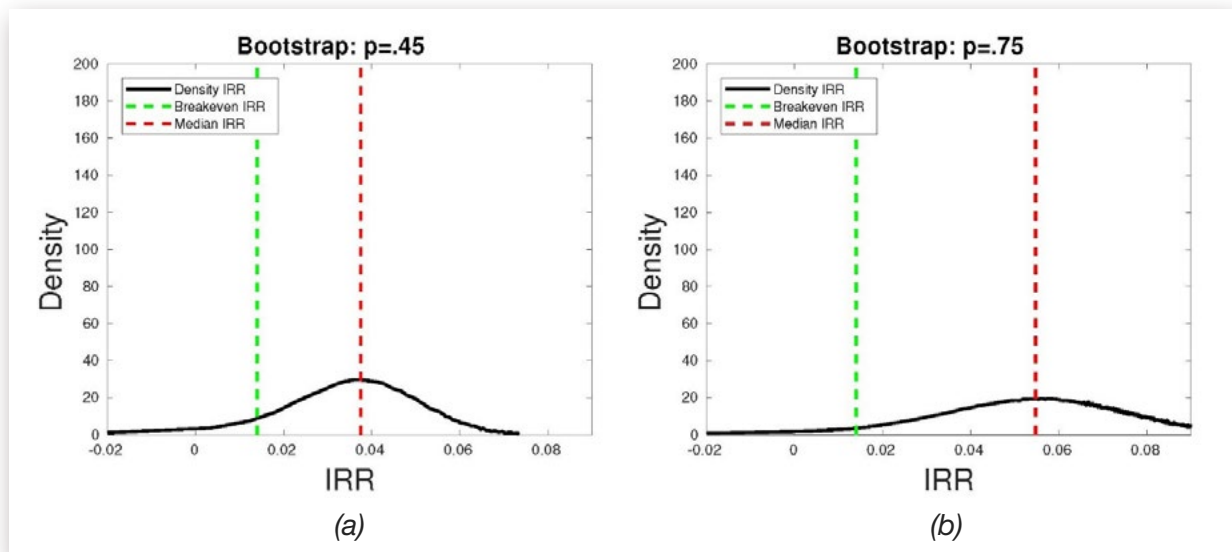 Bootstrap: p=.45
200
180
160
140
120
100
80
60
40
20
0
Density
Density IRR
Breakeven IRR
Median IRR
-0.02
0
0.02
0.04
0.06
0.08
IRR
(a)
Bootstrap: p=.75
200
180
160
140
120
100
80
60
40
20
0
Density
Density IRR
Breakeven IRR
Median IRR
-0.02
0
0.02
0.04
0.06
0.08
IRR
(b)